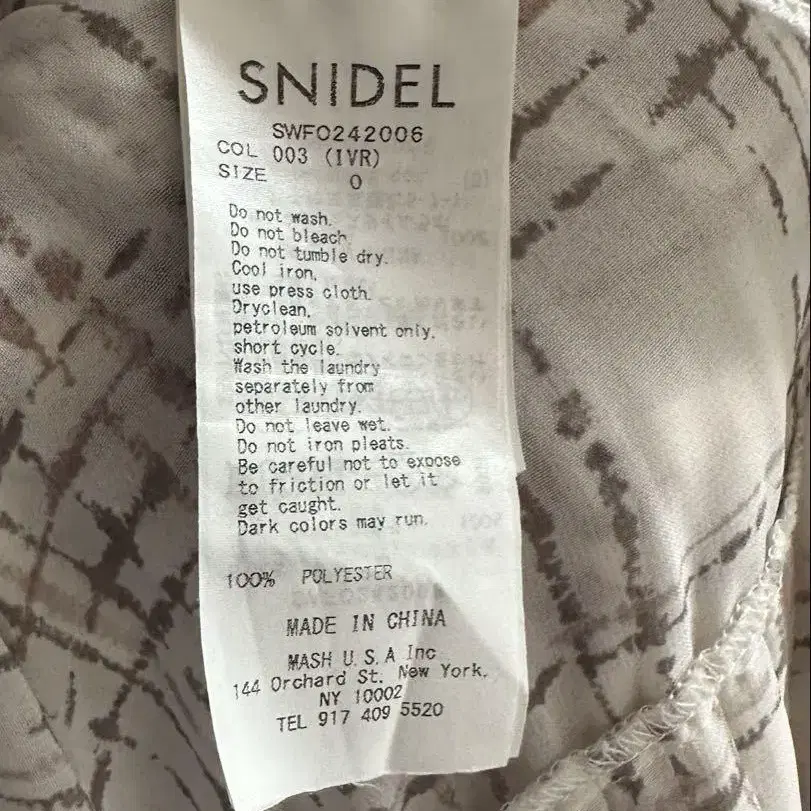 SNIDEL
SWFO242006
COL 003 (IVR)
SIZE 0
Do not wash.
Do not bleach.
Do not tumble dry.
Cool iron,
use press cloth.
Dryclean,
petroleum solvent only.
short cycle.
Wash the laundry
separately from
other laundry.
Do not leave wet.
Do not iron pleats.
Be careful not to expose
to friction or let it
get caught.
Dark colors may run.
100% POLYESTER
MADE IN CHINA
MASH U.S.A Inc
144 Orchard St. New York,
NY 10002
TEL 917 409 5520